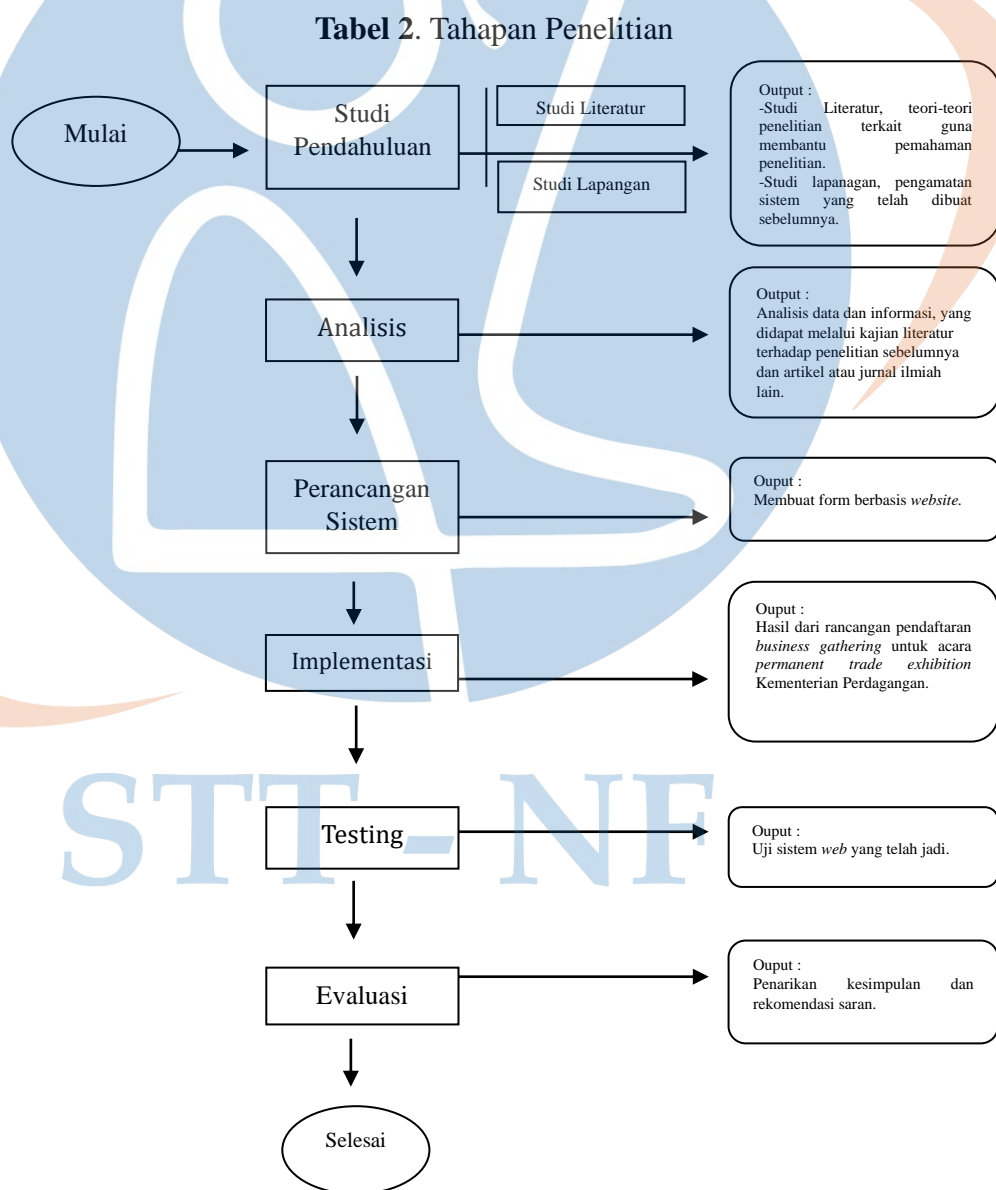 Tabel 2. Tahapan Penelitian
Mulai
Studi
Pendahuluan
Studi Literatur
Studi Lapangan
Output :
-Studi Literatur, teori-teori
penelitian terkait guna
membantu pemahaman
penelitian.
-Studi lapanagan, pengamatan
sistem yang telah dibuat
sebelumnya.
Analisis
Output :
Analisis data dan informasi, yang
didapat melalui kajian literatur
terhadap penelitian sebelumnya
dan artikel atau jurnal ilmiah
lain.
Perancangan
Sistem
Ouput :
Membuat form berbasis website.
Implementasi
Ouput :
Hasil dari rancangan pendaftaran
business gathering untuk acara
permanent trade exhibition
Kementerian Perdagangan.
STT - NF
Testing
Ouput :
Uji sistem web yang telah jadi.
Evaluasi
Ouput :
Penarikan kesimpulan dan
rekomendasi saran.
Selesai